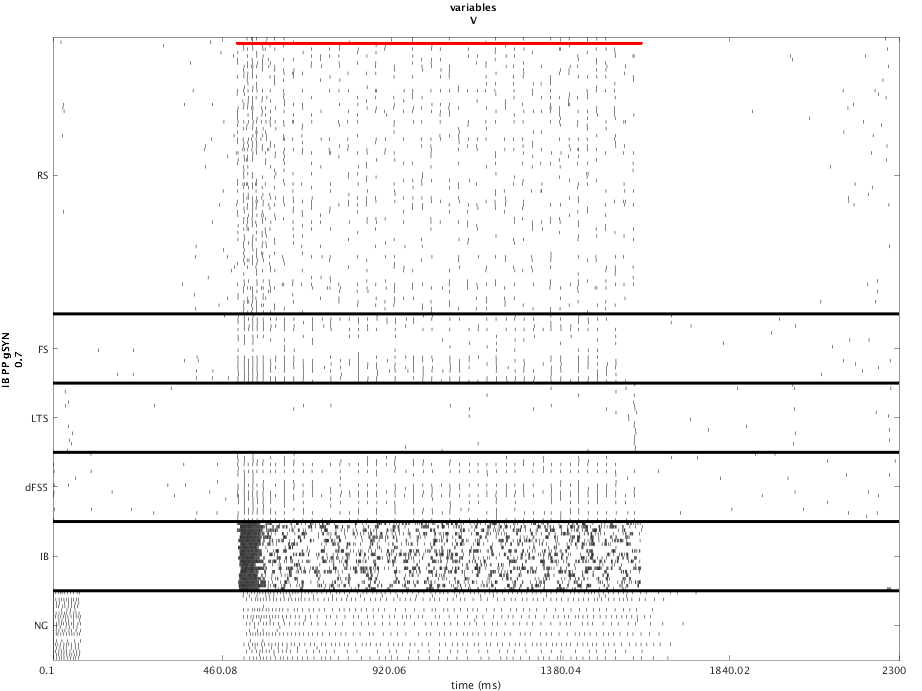 variables
V
RS
FS
LTS
dFS5
IB
NG
IB PP gSYN
0.7
0.1 460.08 920.06 1380.04 1840.02 2300
time (ms)